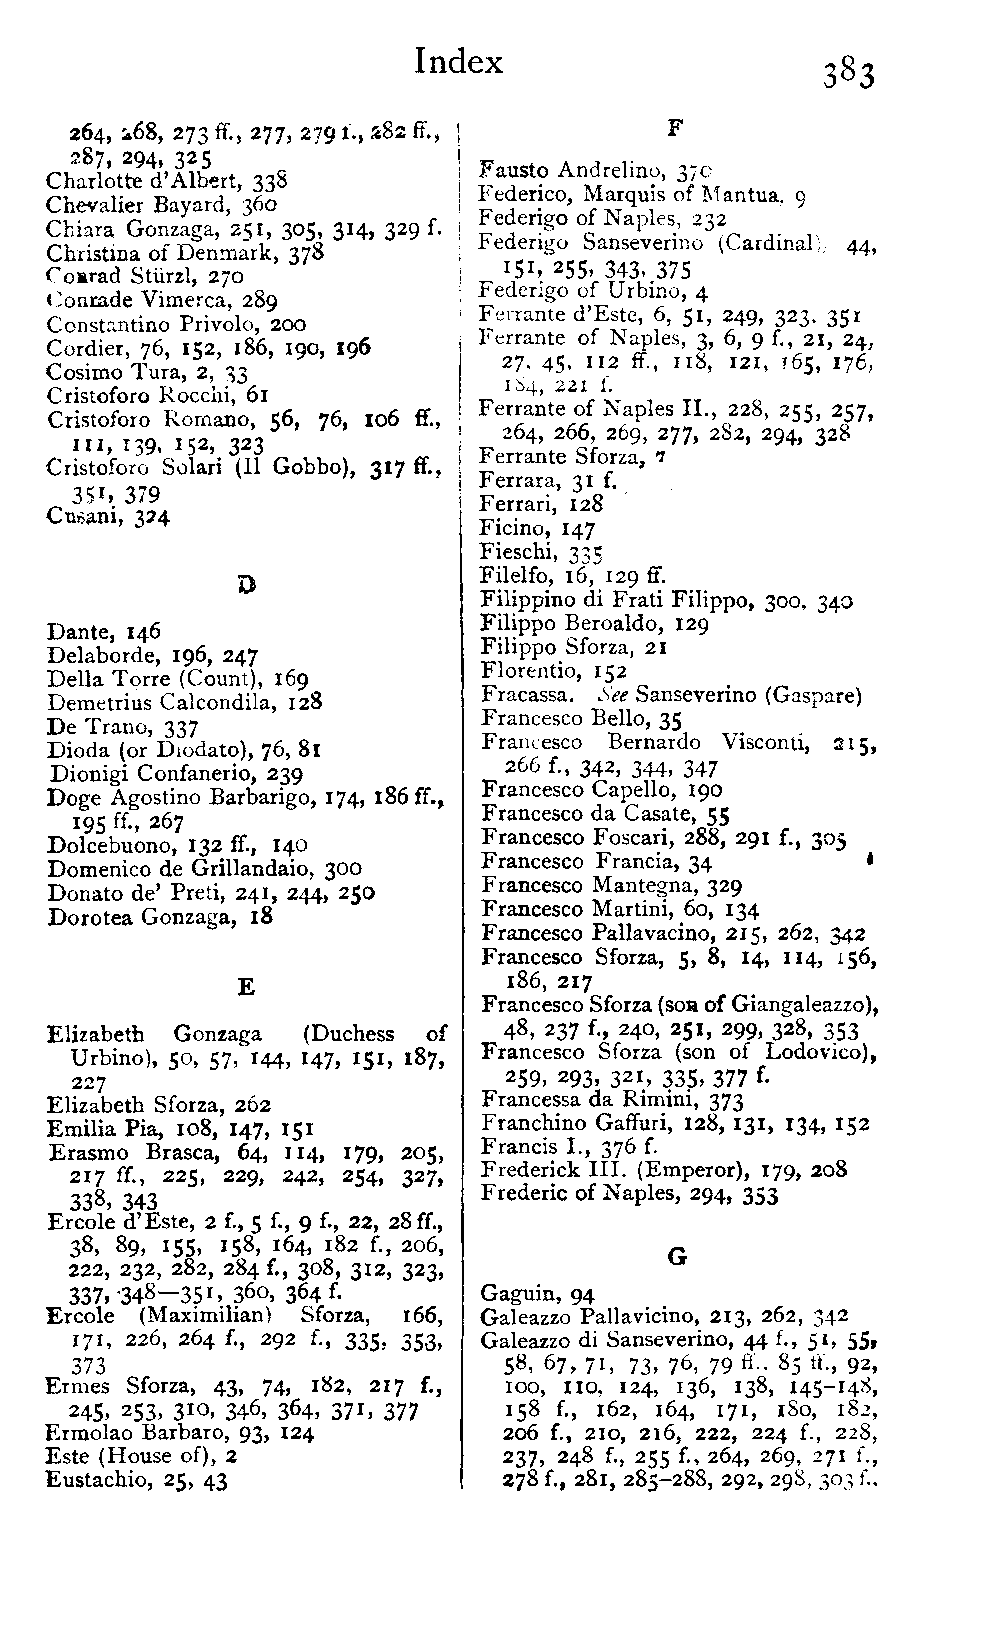 Index
383
264, 268, 273 ff., 277, 279 f., 282 ff.,
287, 294, 325
Charlotte d'Albert, 338
Chevalier Bayard, 360
Chiara Gonzaga, 251, 305, 314, 329 f.
Christina of Denmark, 378
Conrad Stürzl, 270
Conrade Vimerca, 289
Constantino Privolo, 200
Cordier, 76, 152, 186, 190, 196
Cosimo Tura, 2, 33
Cristoforo Rocchi, 61
Cristoforo Romano, 56, 76, 106 ff.,
111, 139, 152, 323
Cristoforo Solari (Il Gobbo), 317 ff.,
351, 379
Cusani, 324
D
Dante, 146
Delaborde, 196, 247
Della Torre (Count), 169
Demetrius Calcondila, 128
De Trano, 337
Dioda (or Diodato), 76, 81
Dionigi Confanerio, 239
Doge Agostino Barbarigo, 174, 186 ff.,
195 ff., 267
Dolcebuono, 132 ff., 140
Domenico de Grillandaio, 300
Donato de' Preti, 241, 244, 250
Dorotea Gonzaga, 18
E
Elizabeth Gonzaga (Duchess of
Urbino), 50, 57, 144, 147, 151, 187,
227
Elizabeth Sforza, 262
Emilia Pia, 108, 147, 151
Erasmo Brasca, 64, 114, 179, 205,
217 ff., 225, 229, 242, 254, 327,
338, 343
Ercole d'Este, 2 f., 5 f., 9 f., 22, 28 ff.,
38, 89, 155, 158, 164, 182 f., 206,
222, 232, 282, 284 f., 308, 312, 323,
337, 348—351, 360, 364 f.
Ercole (Maximilian) Sforza, 166,
171, 226, 264 f., 292 f., 335, 353,
373
Ermes Sforza, 43, 74, 182, 217 f.,
245, 253, 310, 346, 364, 371, 377
Ermolao Barbaro, 93, 124
Este (House of), 2
Eustachio, 25, 43
F
Fausto Andrelino, 370
Federico, Marquis of Mantua, 9
Federigo of Naples, 232
Federigo Sanseverino (Cardinal), 44,
151, 255, 343, 375
Federigo of Urbino, 4
Ferrante d'Este, 6, 51, 249, 323, 351
Ferrante of Naples, 3, 6, 9 f., 21, 24,
27, 45, 112 ff., 118, 121, 165, 176,
184, 221 f.
Ferrante of Naples II., 228, 255, 257,
264, 266, 269, 277, 282, 294, 328
Ferrante Sforza, 7
Ferrara, 31 f.
Ferrari, 128
Ficino, 147
Fieschi, 335
Filelfo, 16, 129 ff.
Filippino di Frati Filippo, 300, 340
Filippo Beroaldo, 129
Filippo Sforza, 21
Florentio, 152
Fracassa. See Sanseverino (Gaspare)
Francesco Bello, 35
Francesco Bernardo Visconti, 215,
266 f., 342, 344, 347
Francesco Capello, 190
Francesco da Casate, 55
Francesco Foscari, 288, 291 f., 305
Francesco Francia, 34
Francesco Mantegna, 329
Francesco Martini, 60, 134
Francesco Pallavacino, 215, 262, 342
Francesco Sforza, 5, 8, 14, 114, 156,
186, 217
Francesco Sforza (son of Giangaleazzo),
48, 237 f., 240, 251, 299, 328, 353
Francesco Sforza (son of Lodovico),
259, 293, 321, 335, 377 f.
Francessa da Rimini, 373
Franchino Gaffuri, 128, 131, 134, 152
Francis I., 376 f.
Frederick III. (Emperor), 179, 208
Frederic of Naples, 294, 353
G
Gaguin, 94
Galeazzo Pallavicino, 213, 262, 342
Galeazzo di Sanseverino, 44 f., 51, 55,
58, 67, 71, 73, 76, 79 ff., 85 ff., 92,
100, 110, 124, 136, 138, 145–148,
158 f., 162, 164, 171, 180, 182,
206 f., 210, 216, 222, 224 f., 228,
237, 248 f., 255 f., 264, 269, 271 f.,
278 f., 281, 285–288, 292, 298, 303 f.,